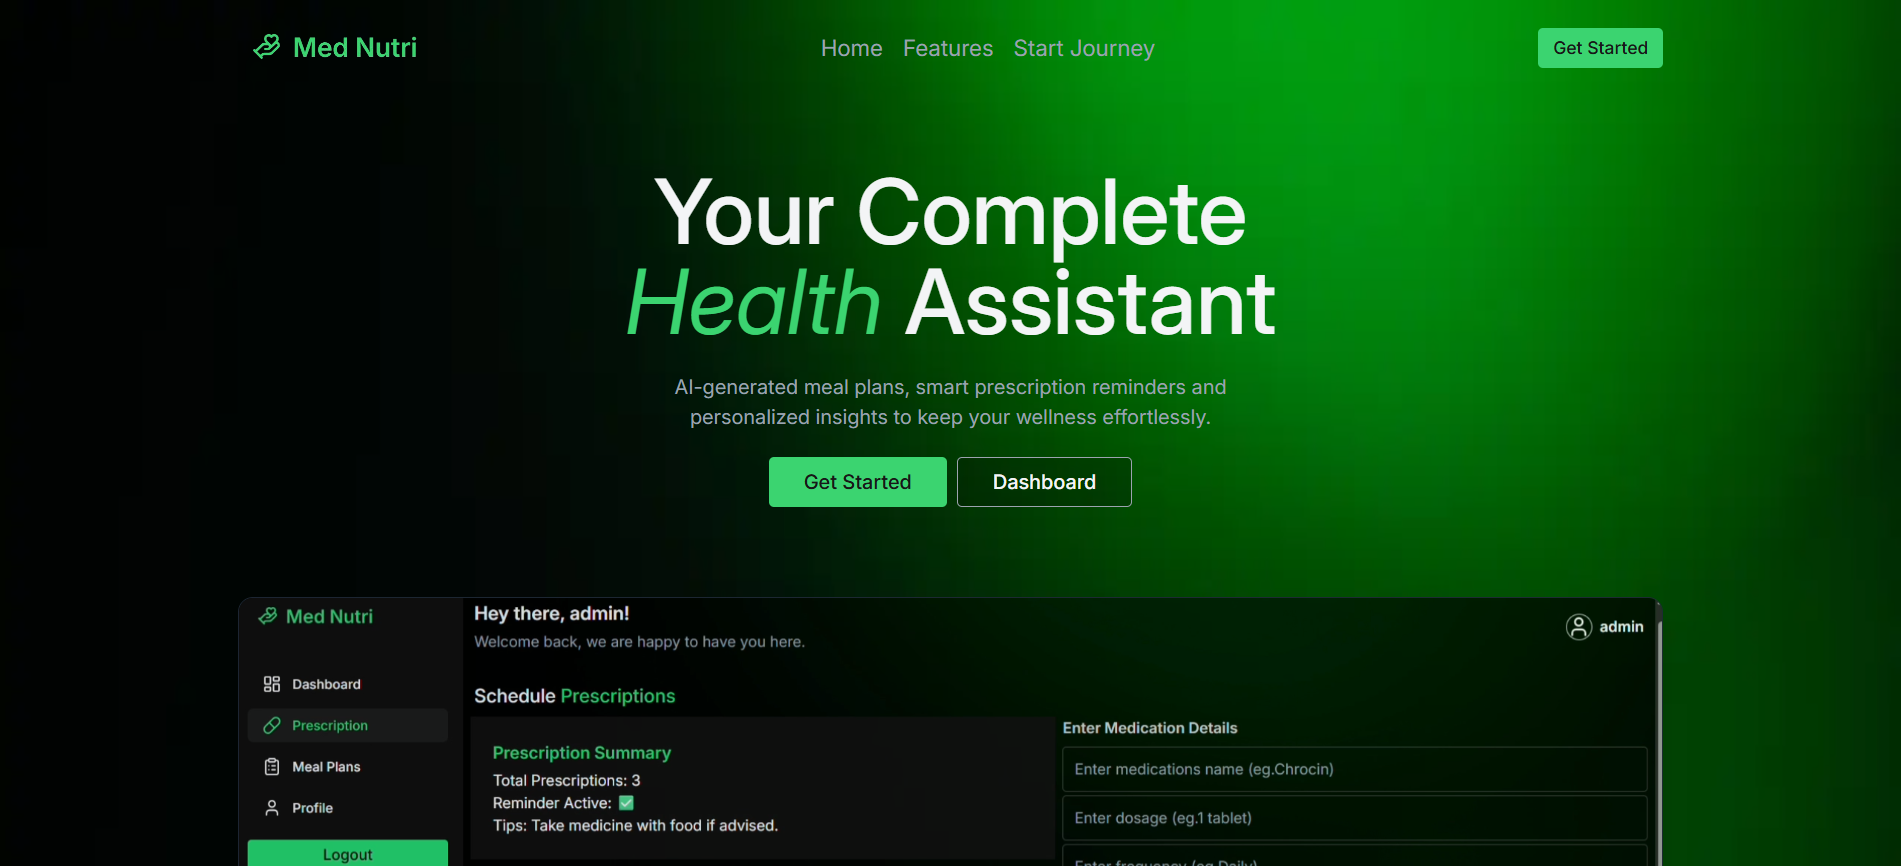 Med Nutri
Home Features Start Journey
Get Started
Your Complete
Health Assistant
AI-generated meal plans, smart prescription reminders and
personalized insights to keep your wellness effortlessly.
Get Started
Dashboard
Med Nutri
Dashboard
Prescription
Meal Plans
Profile
Logout
Hey there, admin!
Welcome back, we are happy to have you here.
admin
Schedule Prescriptions
Prescription Summary
Total Prescriptions: 3
Reminder Active: ✅
Tips: Take medicine with food if advised.
Enter Medication Details
Enter medications name (eg.Chrocin)
Enter dosage (eg.1 tablet)
Enter frequency (eg.Daily)